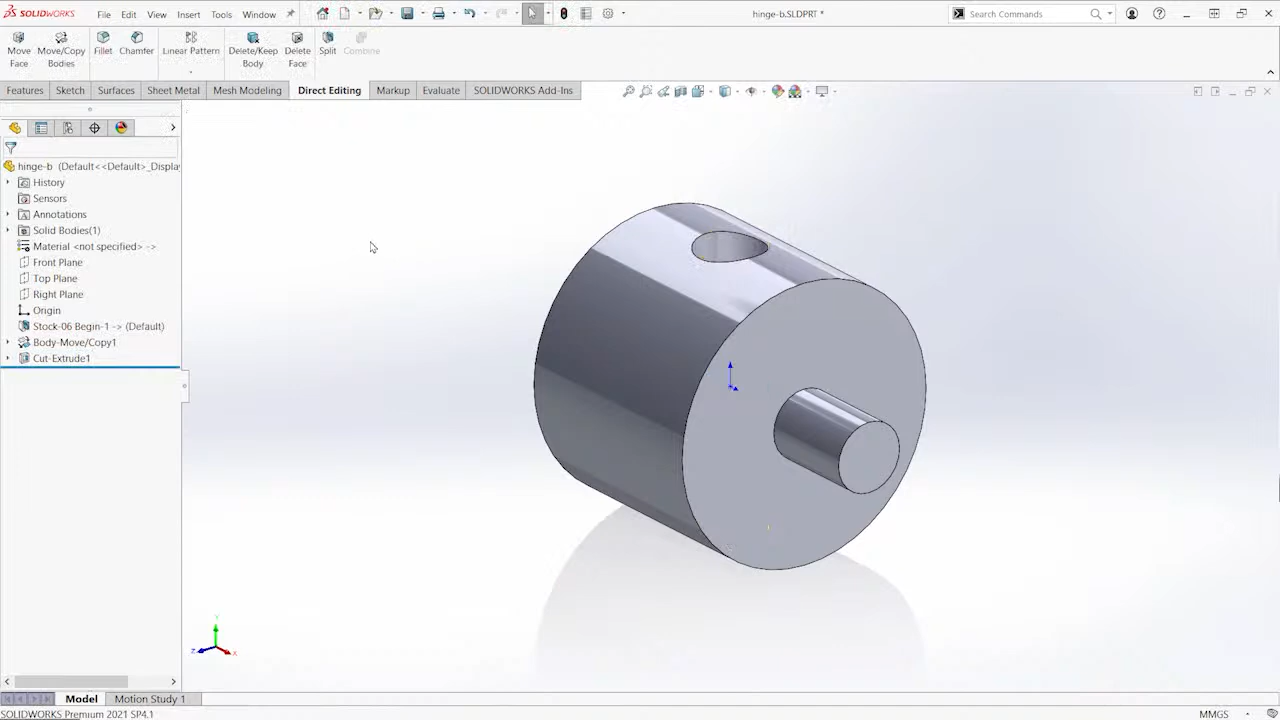 SOLIDWORKS File Edit View Insert Tools Window hinge-b.SLDPRT * Search Commands
Move Face Move/Copy Bodies Fillet Chamfer Linear Pattern Delete/Keep Body Delete Face Split Combine
Features Sketch Surfaces Sheet Metal Mesh Modeling Direct Editing Markup Evaluate SOLIDWORKS Add-Ins
hinge-b (Default<<Default>_Display
History
Sensors
Annotations
Solid Bodies(1)
Material <not specified> ->
Front Plane
Top Plane
Right Plane
Origin
Stock-06 Begin-1 -> (Default)
Body-Move/Copy1
Cut-Extrude1
Y
Z X
Model Motion Study 1
SOLIDWORKS Premium 2021 SP4.1 MMGS